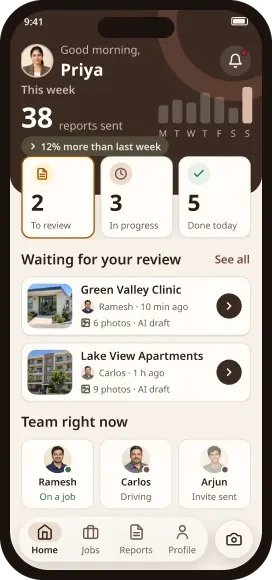 9:41
Good morning,
Priya
This week
38 reports sent
12% more than last week
M T W T F S S
2
To review
3
In progress
5
Done today
Waiting for your review
See all
Green Valley Clinic
Ramesh · 10 min ago
6 photos · AI draft
Lake View Apartments
Carlos · 1 h ago
9 photos · AI draft
Team right now
Ramesh
On a job
Carlos
Driving
Arjun
Invite sent
Home
Jobs
Reports
Profile